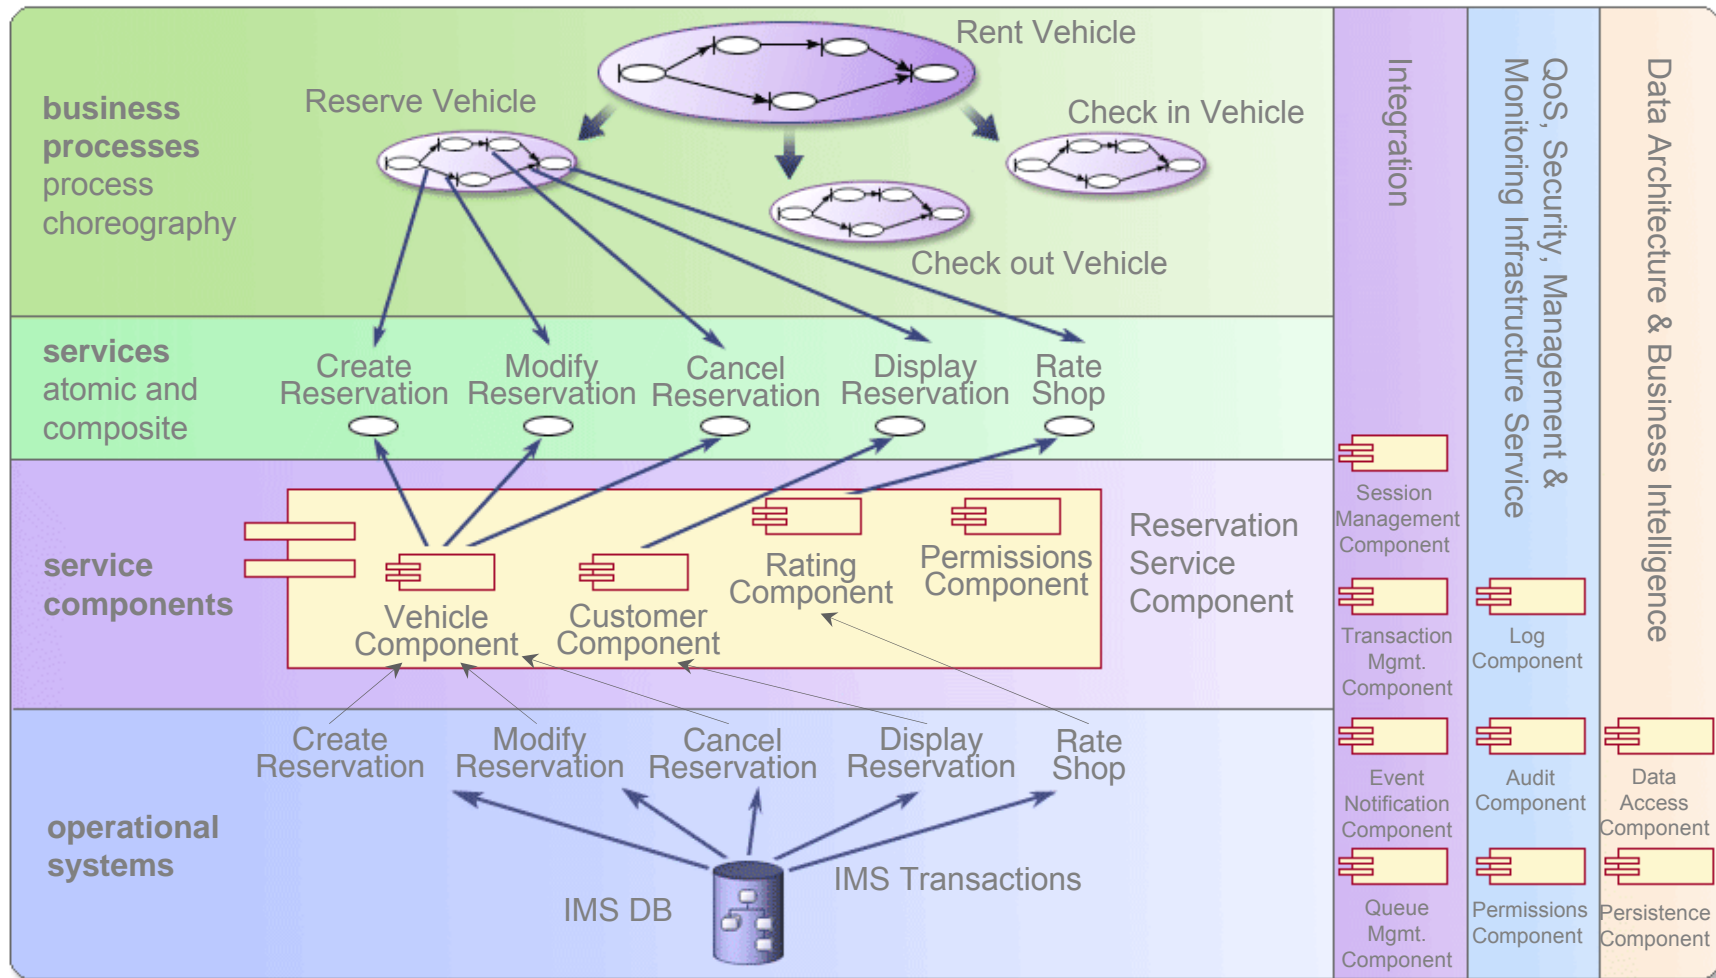 Rent Vehicle
Reserve Vehicle
Check in Vehicle
Check out Vehicle
business
processes
process
choreography
services
atomic and
composite
Create
Reservation
Modify
Reservation
Cancel
Reservation
Display
Reservation
Rate
Shop
service
components
Vehicle
Component
Customer
Component
Rating
Component
Permissions
Component
Reservation
Service
Component
operational
systems
Create
Reservation
Modify
Reservation
Cancel
Reservation
Display
Reservation
Rate
Shop
IMS DB
IMS Transactions
Integration
Session
Management
Component
Transaction
Mgmt.
Component
Event
Notification
Component
Queue
Mgmt.
Component
QoS, Security, Management &
Monitoring Infrastructure Service
Log
Component
Audit
Component
Permissions
Component
Data Architecture & Business Intelligence
Data
Access
Component
Persistence
Component